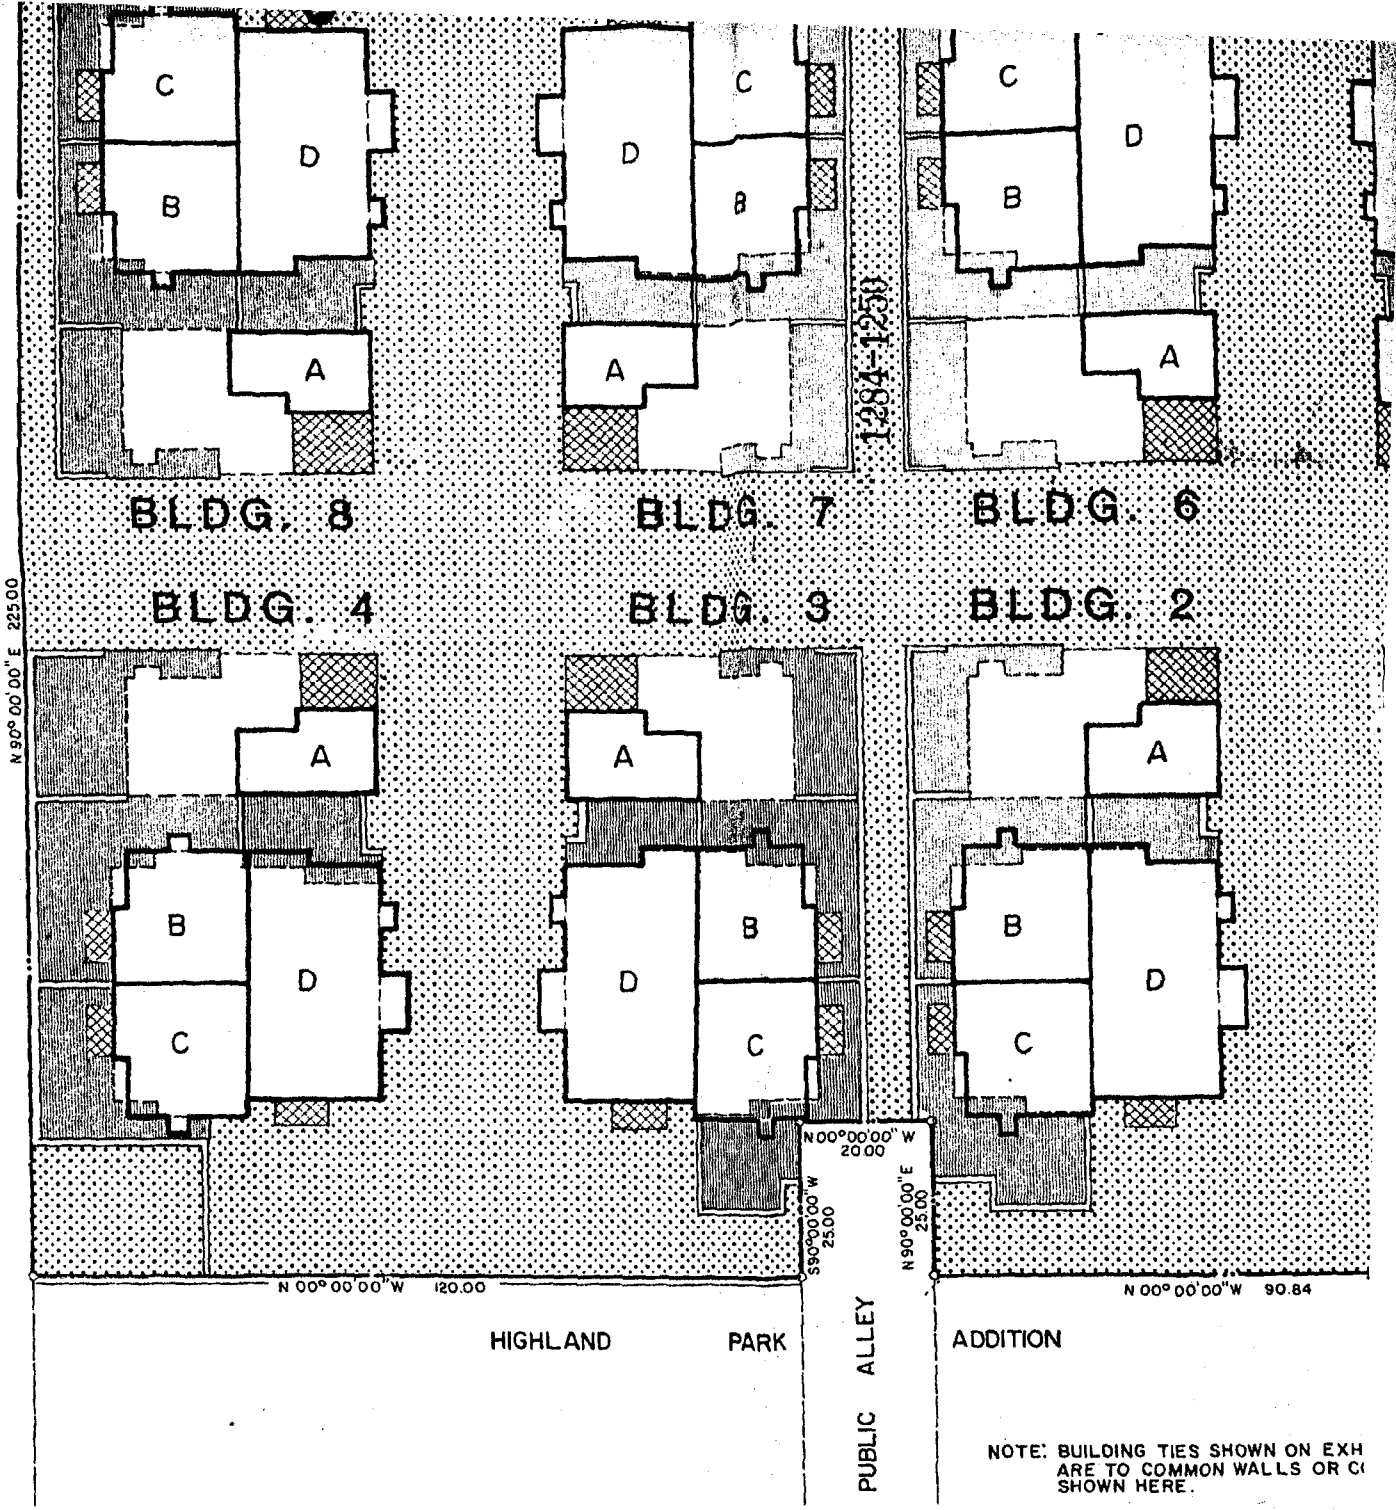 C
D
B
A
BLDG. 8
D
C
B
A
BLDG. 7
1284-1250
C
D
B
A
BLDG. 6
N 90° 00' 00" E 225.00
BLDG. 4
A
B
D
C
BLDG. 3
A
B
D
C
BLDG. 2
A
B
D
C
N 00° 00' 00" W
20.00
S 90° 00' 00" W
25.00
N 90° 00' 00" E
25.00
N 00° 00' 00" W 120.00
N 00° 00' 00" W 90.84
HIGHLAND PARK ADDITION
PUBLIC ALLEY
NOTE: BUILDING TIES SHOWN ON EXH
ARE TO COMMON WALLS OR
SHOWN HERE.